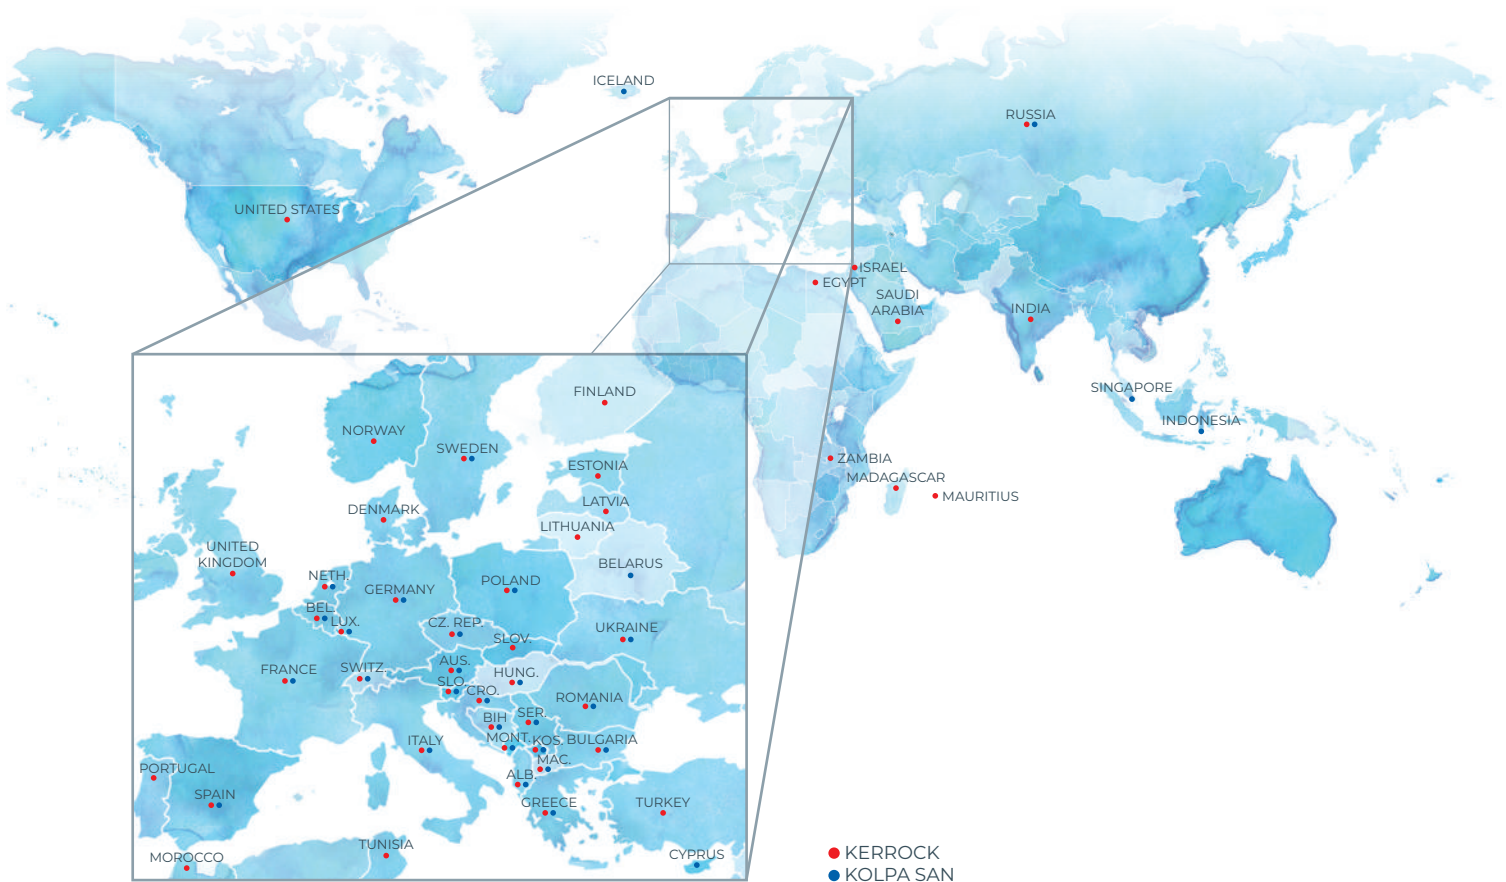 ICELAND
RUSSIA
UNITED STATES
ISRAEL
EGYPT
SAUDI
ARABIA
INDIA
SINGAPORE
INDONESIA
ZAMBIA
MADAGASCAR
MAURITIUS
FINLAND
NORWAY
SWEDEN
ESTONIA
LATVIA
DENMARK
LITHUANIA
UNITED
KINGDOM
BELARUS
NETH.
GERMANY
POLAND
BEL.
LUX.
CZ. REP.
UKRAINE
SLOV.
FRANCE
SWITZ.
AUS.
HUNG.
SLO.
CRO.
ROMANIA
BIH
SER.
ITALY
MONT.
KOS.
BULGARIA
MAC.
PORTUGAL
ALB.
SPAIN
GREECE
TURKEY
TUNISIA
MOROCCO
CYPRUS
KERROCK
KOLPA SAN